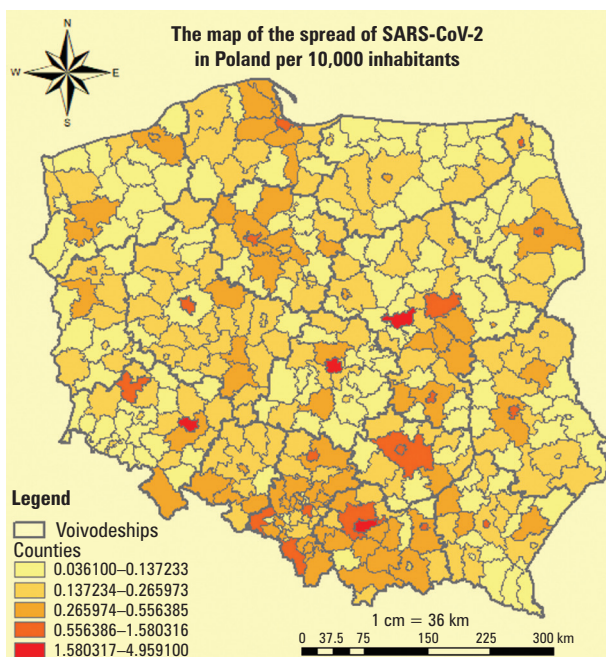 The map of the spread of SARS-CoV-2
in Poland per 10,000 inhabitants
N
W E
S
Legend
Voivodeships
Counties
0.036100–0.137233
0.137234–0.265973
0.265974–0.556385
0.556386–1.580316
1.580317–4.959100
1 cm = 36 km
0 37.5 75 150 225 300 km